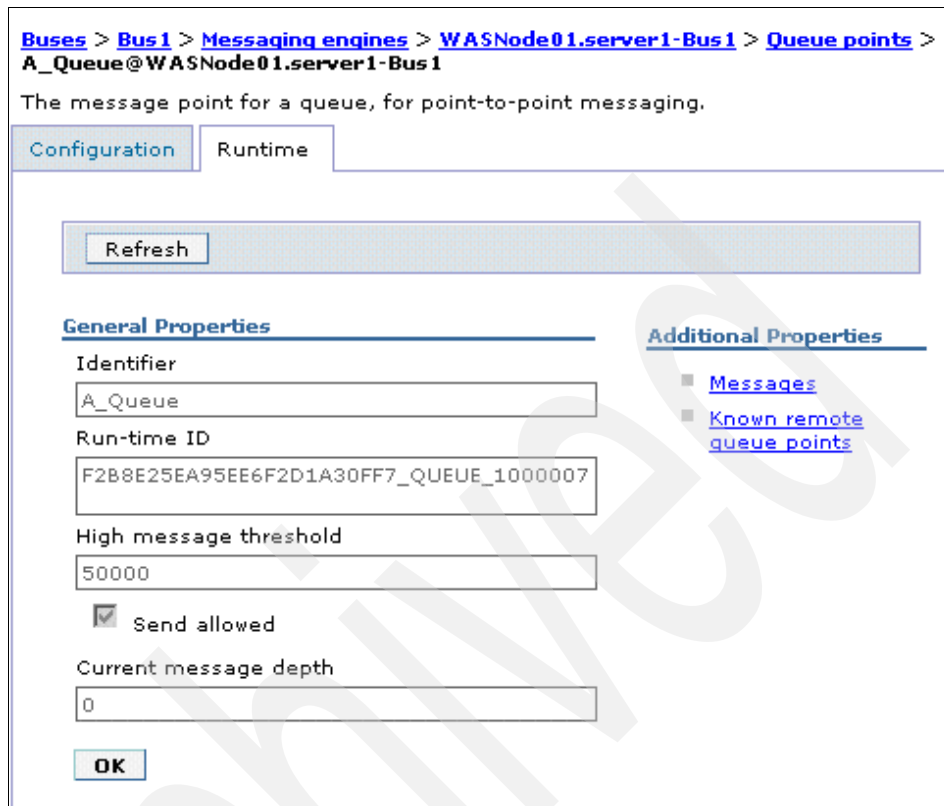 Buses > Bus1 > Messaging engines > WASNode01.server1-Bus1 > Queue points >
A_Queue@WASNode01.server1-Bus1
The message point for a queue, for point-to-point messaging.
Configuration Runtime
Refresh
General Properties
Identifier
A_Queue
Run-time ID
F2B8E25EA95EE6F2D1A30FF7_QUEUE_1000007
High message threshold
50000
Send allowed
Current message depth
0
OK
Additional Properties
Messages
Known remote
queue points